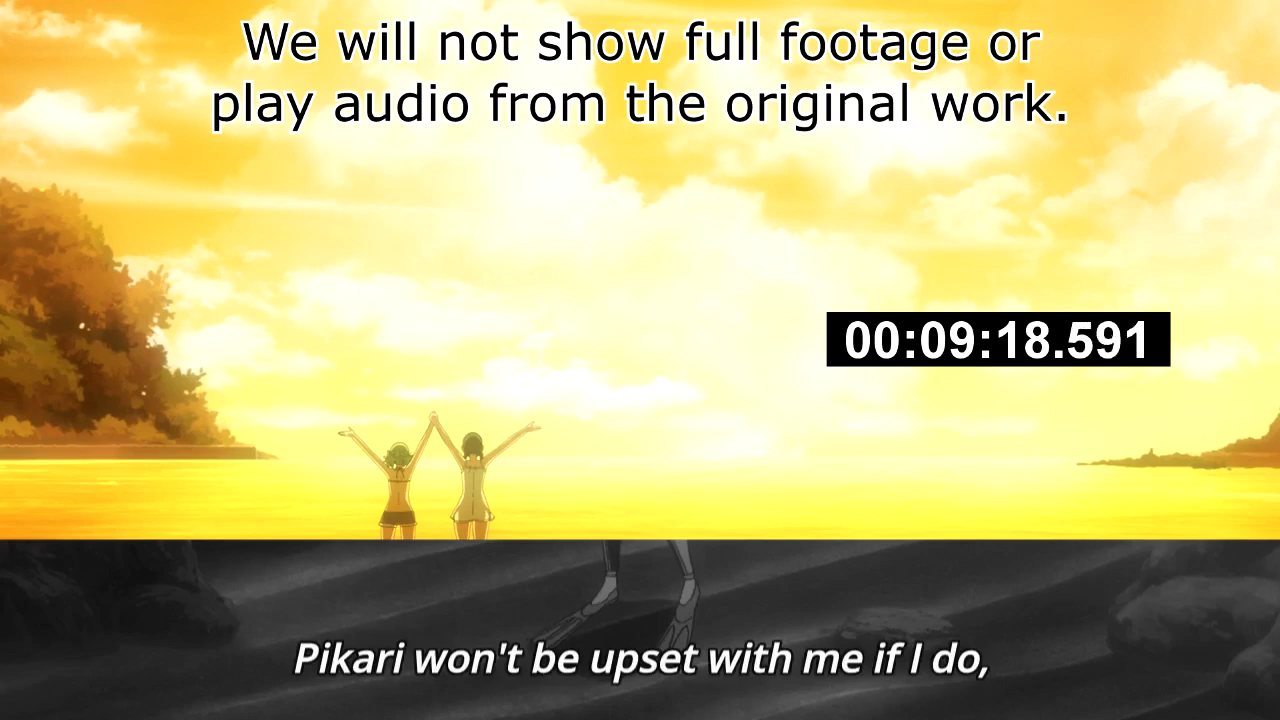 We will not show full footage or
play audio from the original work.
00:09:18.591
Pikari won't be upset with me if I do,